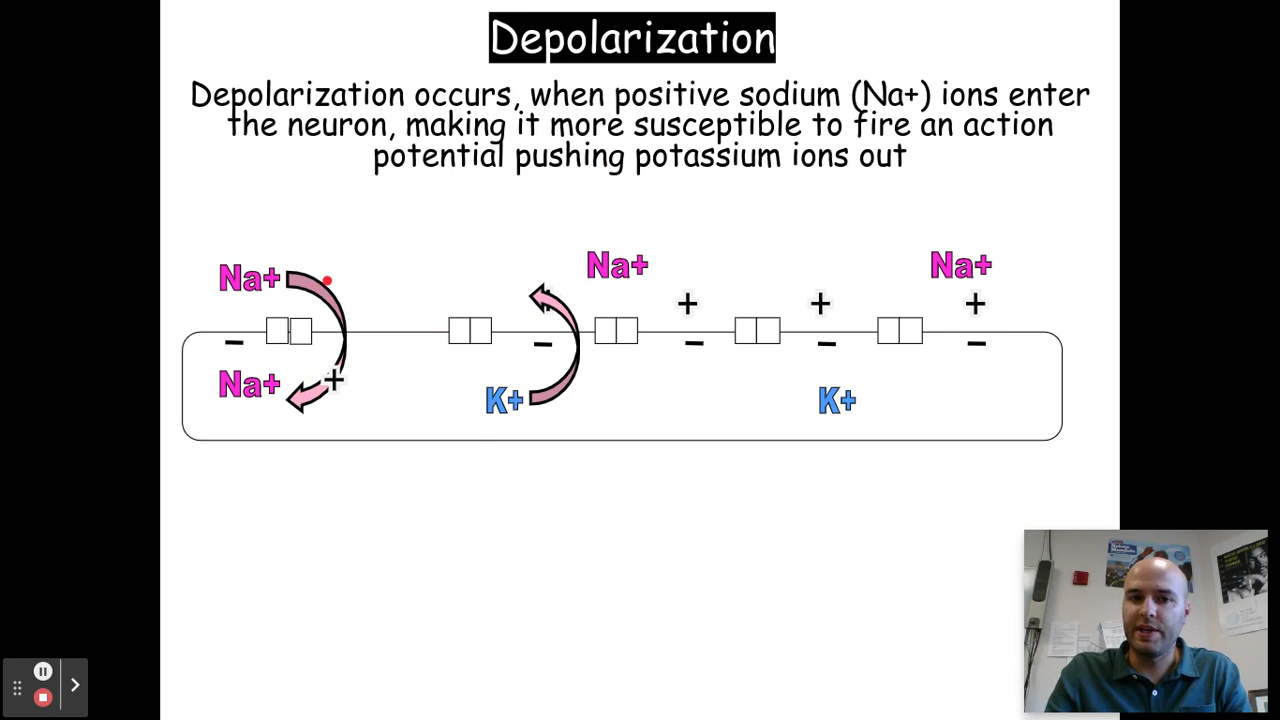 Depolarization
Depolarization occurs, when positive sodium (Na+) ions enter
the neuron, making it more susceptible to fire an action
potential pushing potassium ions out
Na+ Na+ Na+
+ + +
− − − − −
Na+ + K+ K+